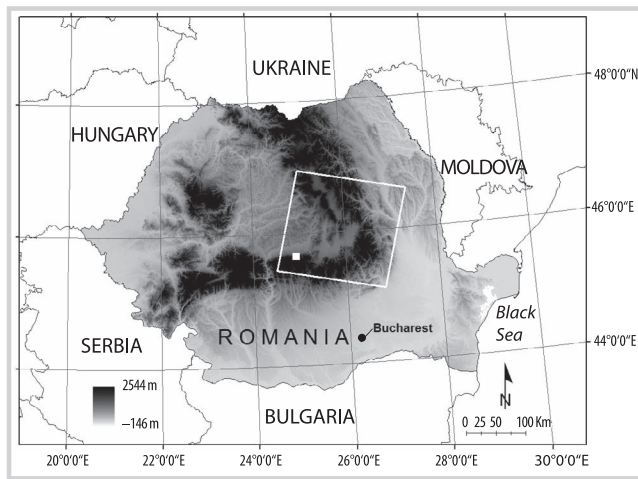 UKRAINE
48°0'0"N
HUNGARY
MOLDOVA
46°0'0"E
ROMANIA
Bucharest
Black
Sea
SERBIA
44°0'0"E
2544 m
−146 m
BULGARIA
N
0 25 50 100 Km
20°0'0"E 22°0'0"E 24°0'0"E 26°0'0"E 28°0'0"E 30°0'0"E